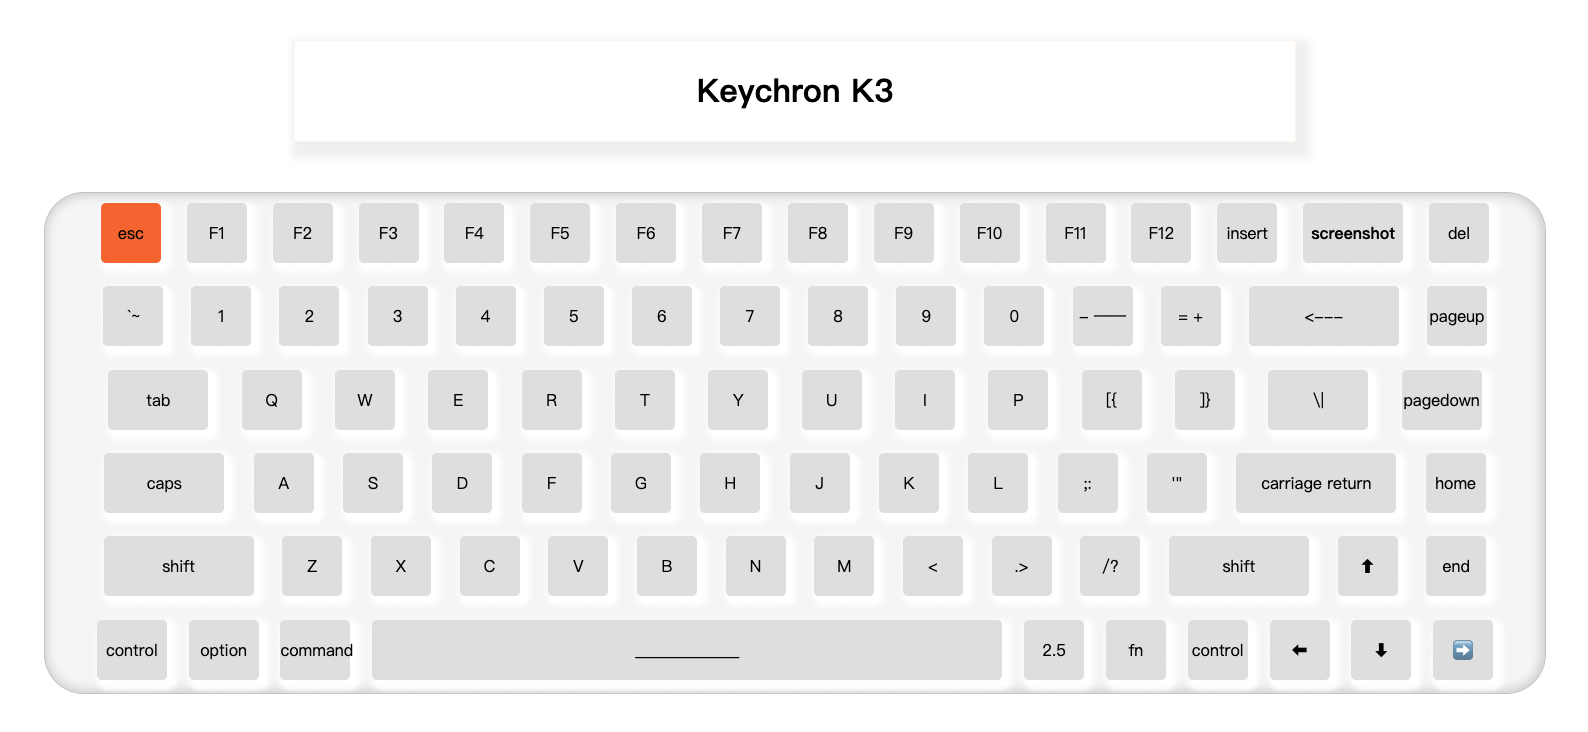 Keychron K3
esc F1 F2 F3 F4 F5 F6 F7 F8 F9 F10 F11 F12 insert screenshot del
`~ 1 2 3 4 5 6 7 8 9 0 - —— = + <--- pageup
tab Q W E R T Y U I P [{ ]} \| pagedown
caps A S D F G H J K L ;: '" carriage return home
shift Z X C V B N M < .> /? shift ⬆ end
control option command _____________ 2.5 fn control ⬅ ⬇ ➡️